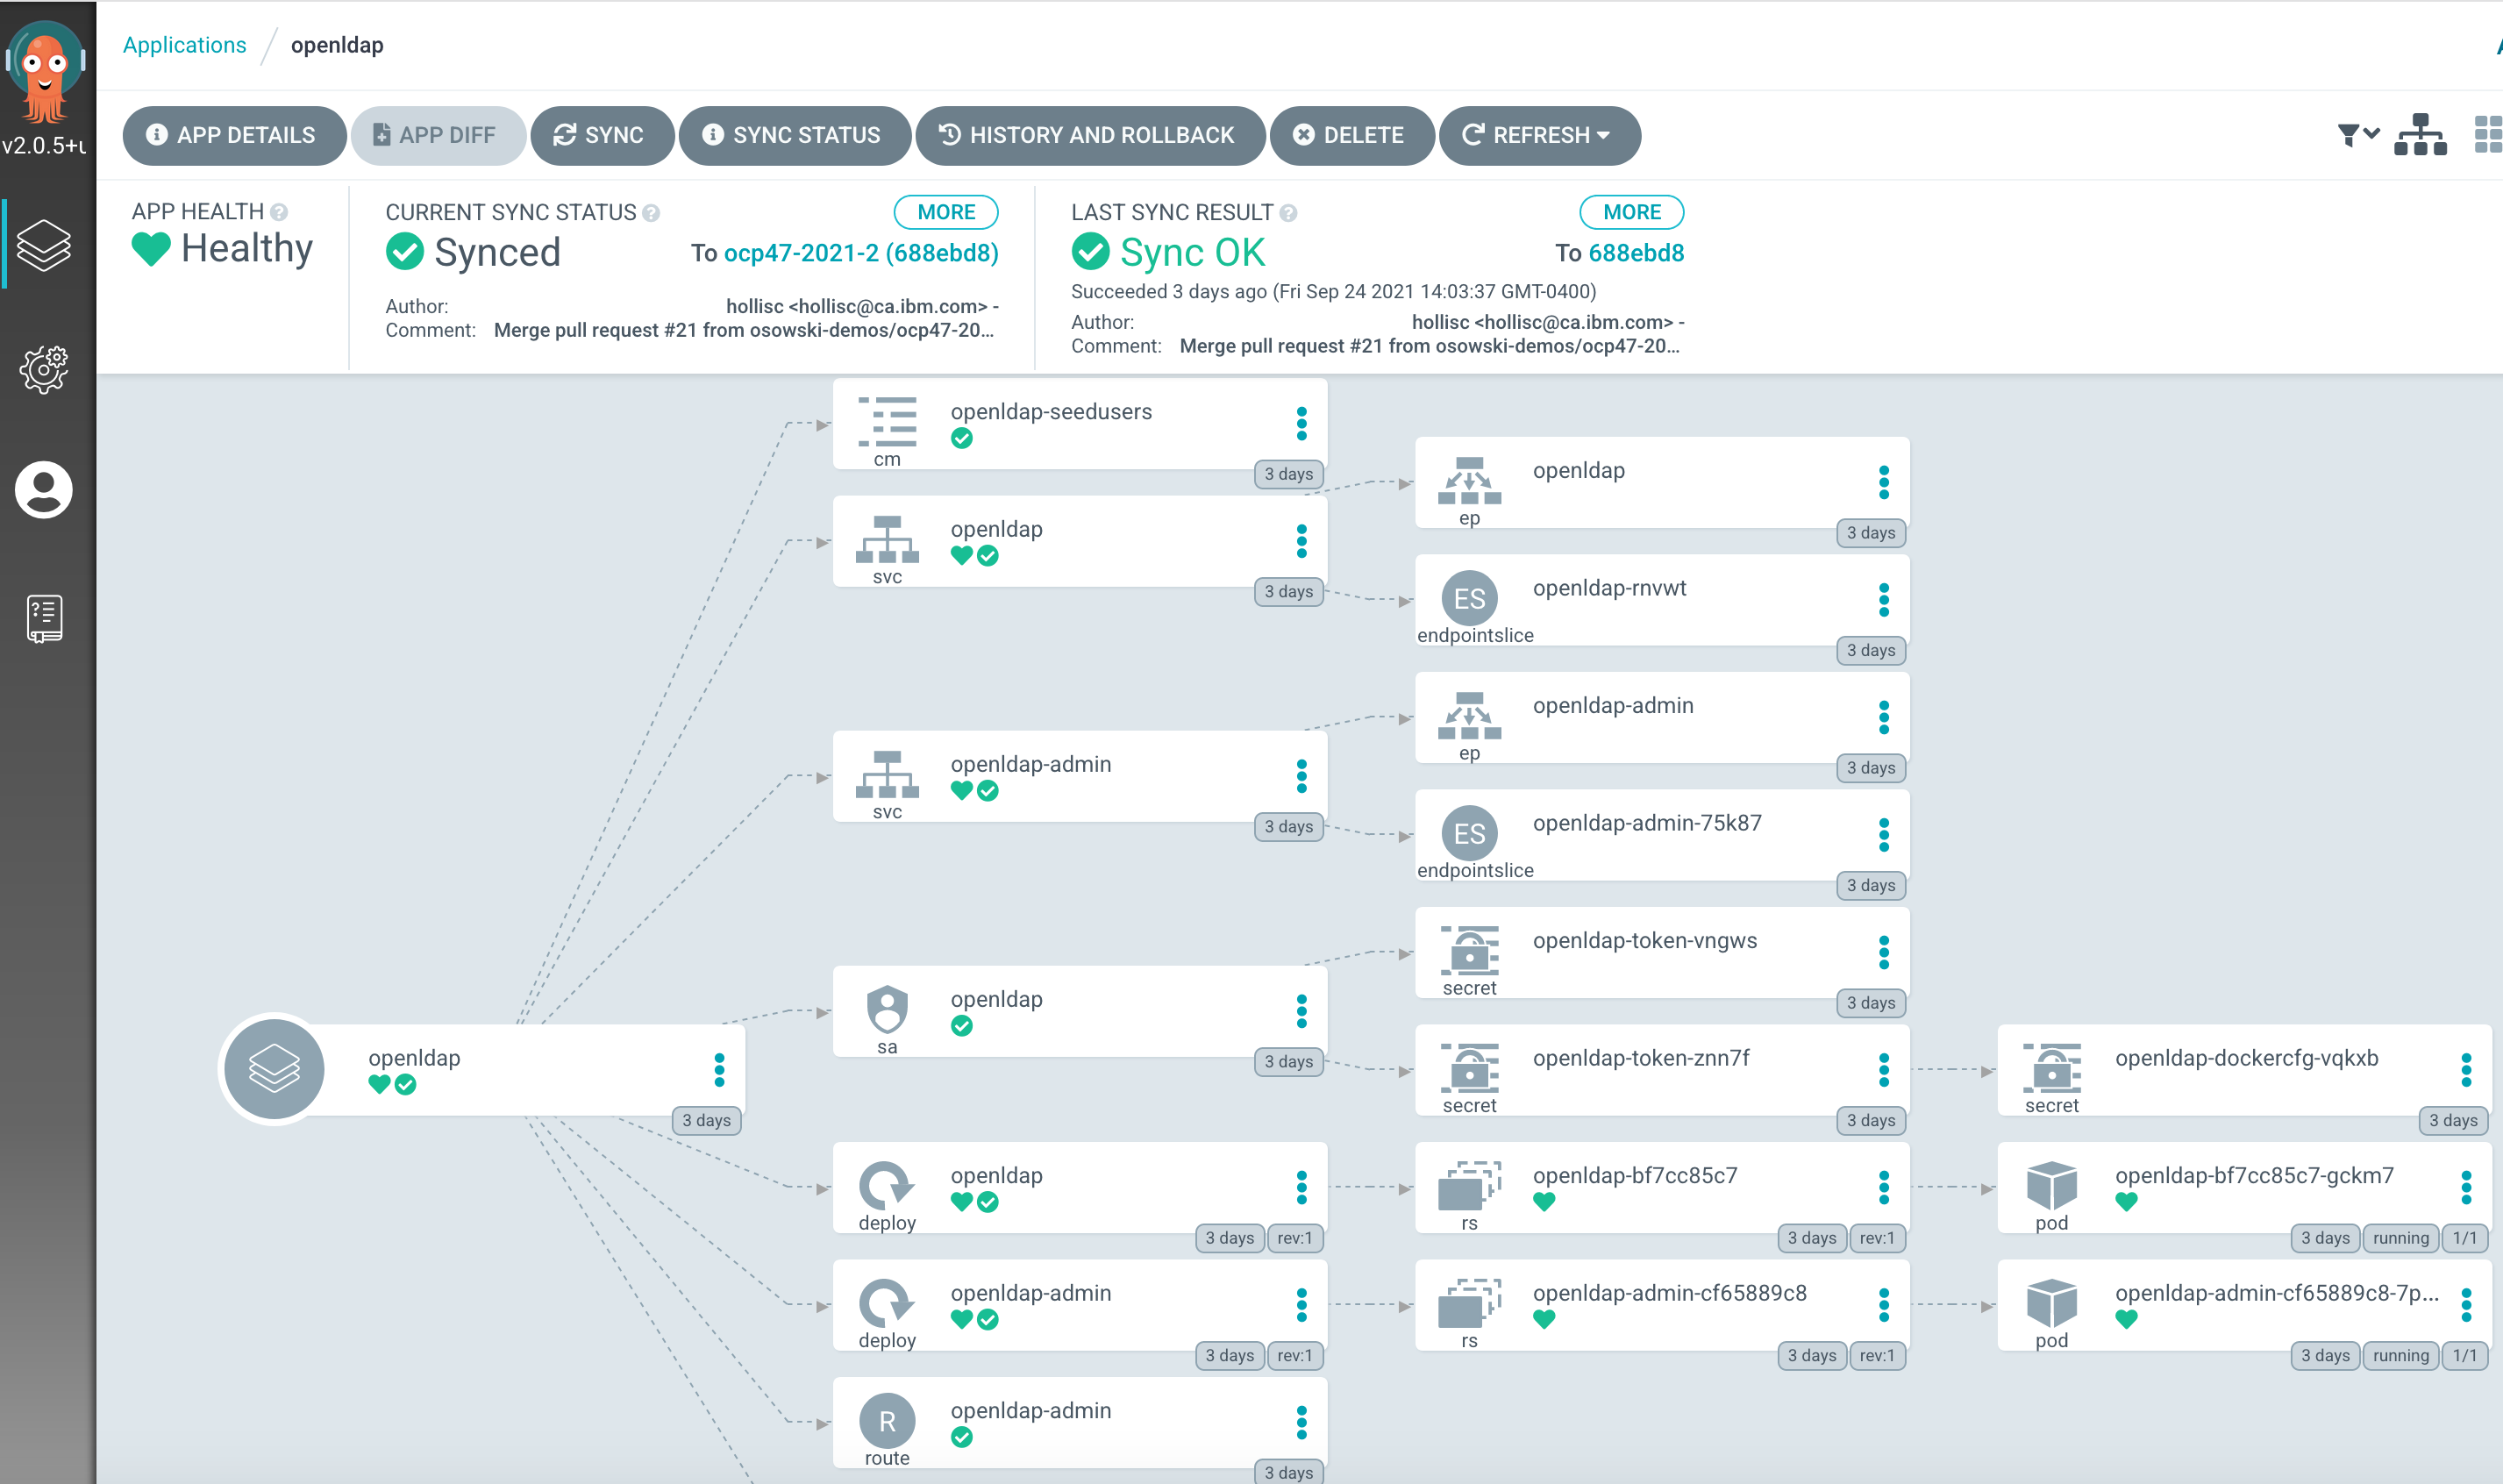 Applications / openldap
v2.0.5+u
APP DETAILS
APP DIFF
SYNC
SYNC STATUS
HISTORY AND ROLLBACK
DELETE
REFRESH
APP HEALTH
Healthy
CURRENT SYNC STATUS
MORE
Synced
To ocp47-2021-2 (688ebd8)
Author: hollisc <hollisc@ca.ibm.com> -
Comment: Merge pull request #21 from osowski-demos/ocp47-20...
LAST SYNC RESULT
MORE
Sync OK
To 688ebd8
Succeeded 3 days ago (Fri Sep 24 2021 14:03:37 GMT-0400)
Author: hollisc <hollisc@ca.ibm.com> -
Comment: Merge pull request #21 from osowski-demos/ocp47-20...
openldap
3 days
openldap-seedusers
cm
3 days
openldap
svc
3 days
openldap-admin
svc
3 days
openldap
sa
3 days
openldap
deploy
3 days
rev:1
openldap-admin
deploy
3 days
rev:1
R
openldap-admin
route
3 days
openldap
ep
3 days
ES
openldap-rnvwt
endpointslice
3 days
openldap-admin
ep
3 days
ES
openldap-admin-75k87
endpointslice
3 days
openldap-token-vngws
secret
3 days
openldap-token-znn7f
secret
3 days
openldap-bf7cc85c7
rs
3 days
rev:1
openldap-admin-cf65889c8
rs
3 days
rev:1
openldap-dockercfg-vqkxb
secret
3 days
openldap-bf7cc85c7-gckm7
pod
3 days
running
1/1
openldap-admin-cf65889c8-7p...
pod
3 days
running
1/1